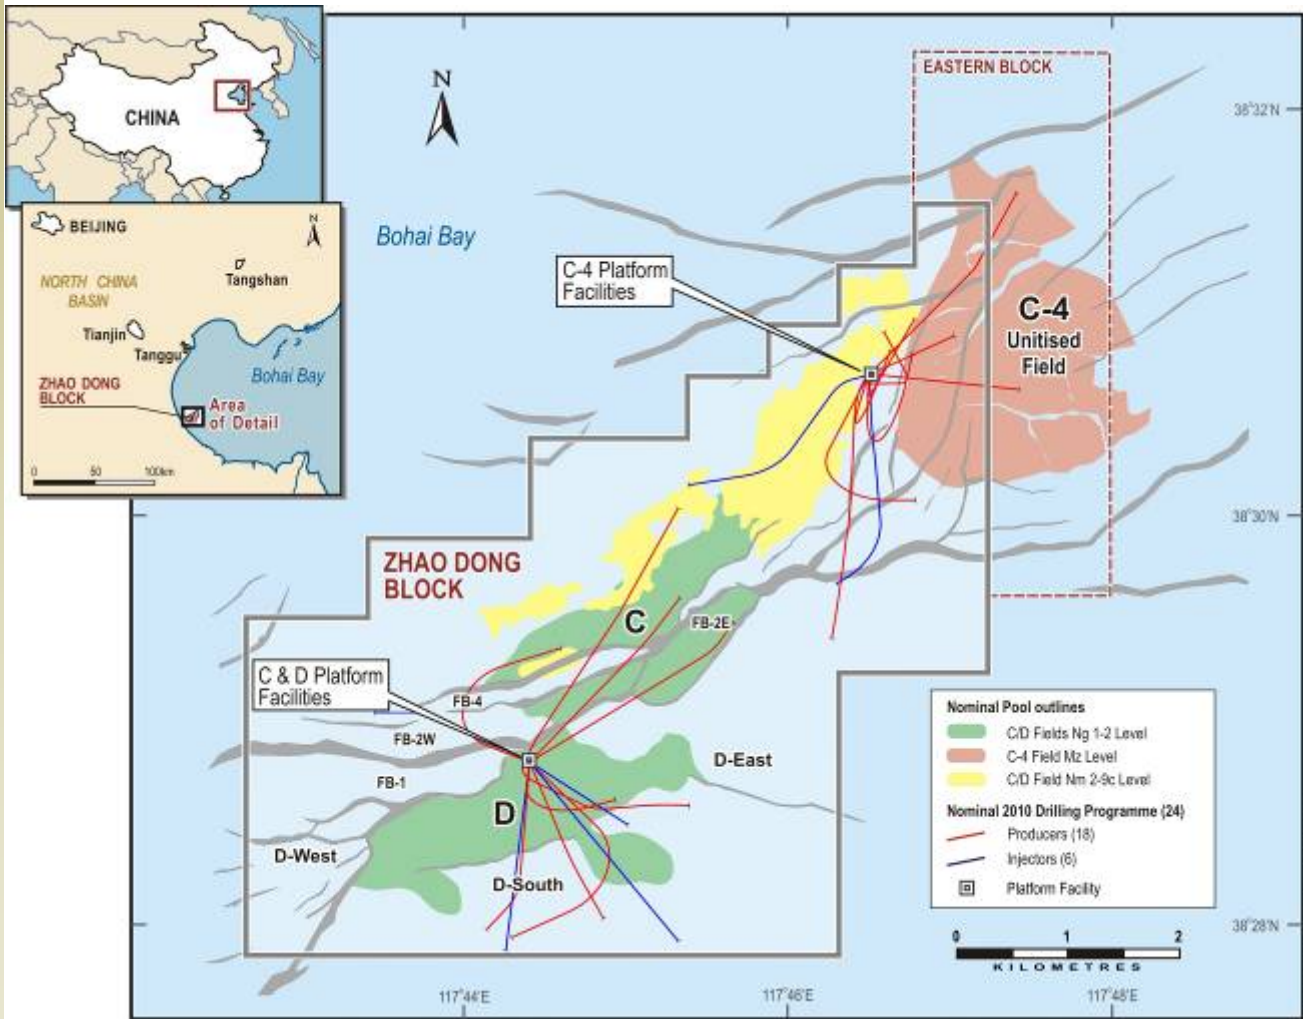 CHINA
BEIJING
N
NORTH CHINA
BASIN
Tangshan
Tianjin
Tanggu
Bohai Bay
ZHAO DONG
BLOCK
Area
of Detail
0 50 100km
N
Bohai Bay
EASTERN BLOCK
38°32'N
C-4 Platform
Facilities
C-4
Unitised
Field
38°30'N
ZHAO DONG
BLOCK
C
FB-2E
C & D Platform
Facilities
FB-4
FB-2W
FB-1
D-East
D
D-West
D-South
Nominal Pool outlines
C/D Fields Ng 1-2 Level
C-4 Field Mz Level
C/D Field Nm 2-9c Level
Nominal 2010 Drilling Programme (24)
Producers (18)
Injectors (6)
Platform Facility
38°28'N
0 1 2
KILOMETRES
117°44'E
117°46'E
117°48'E